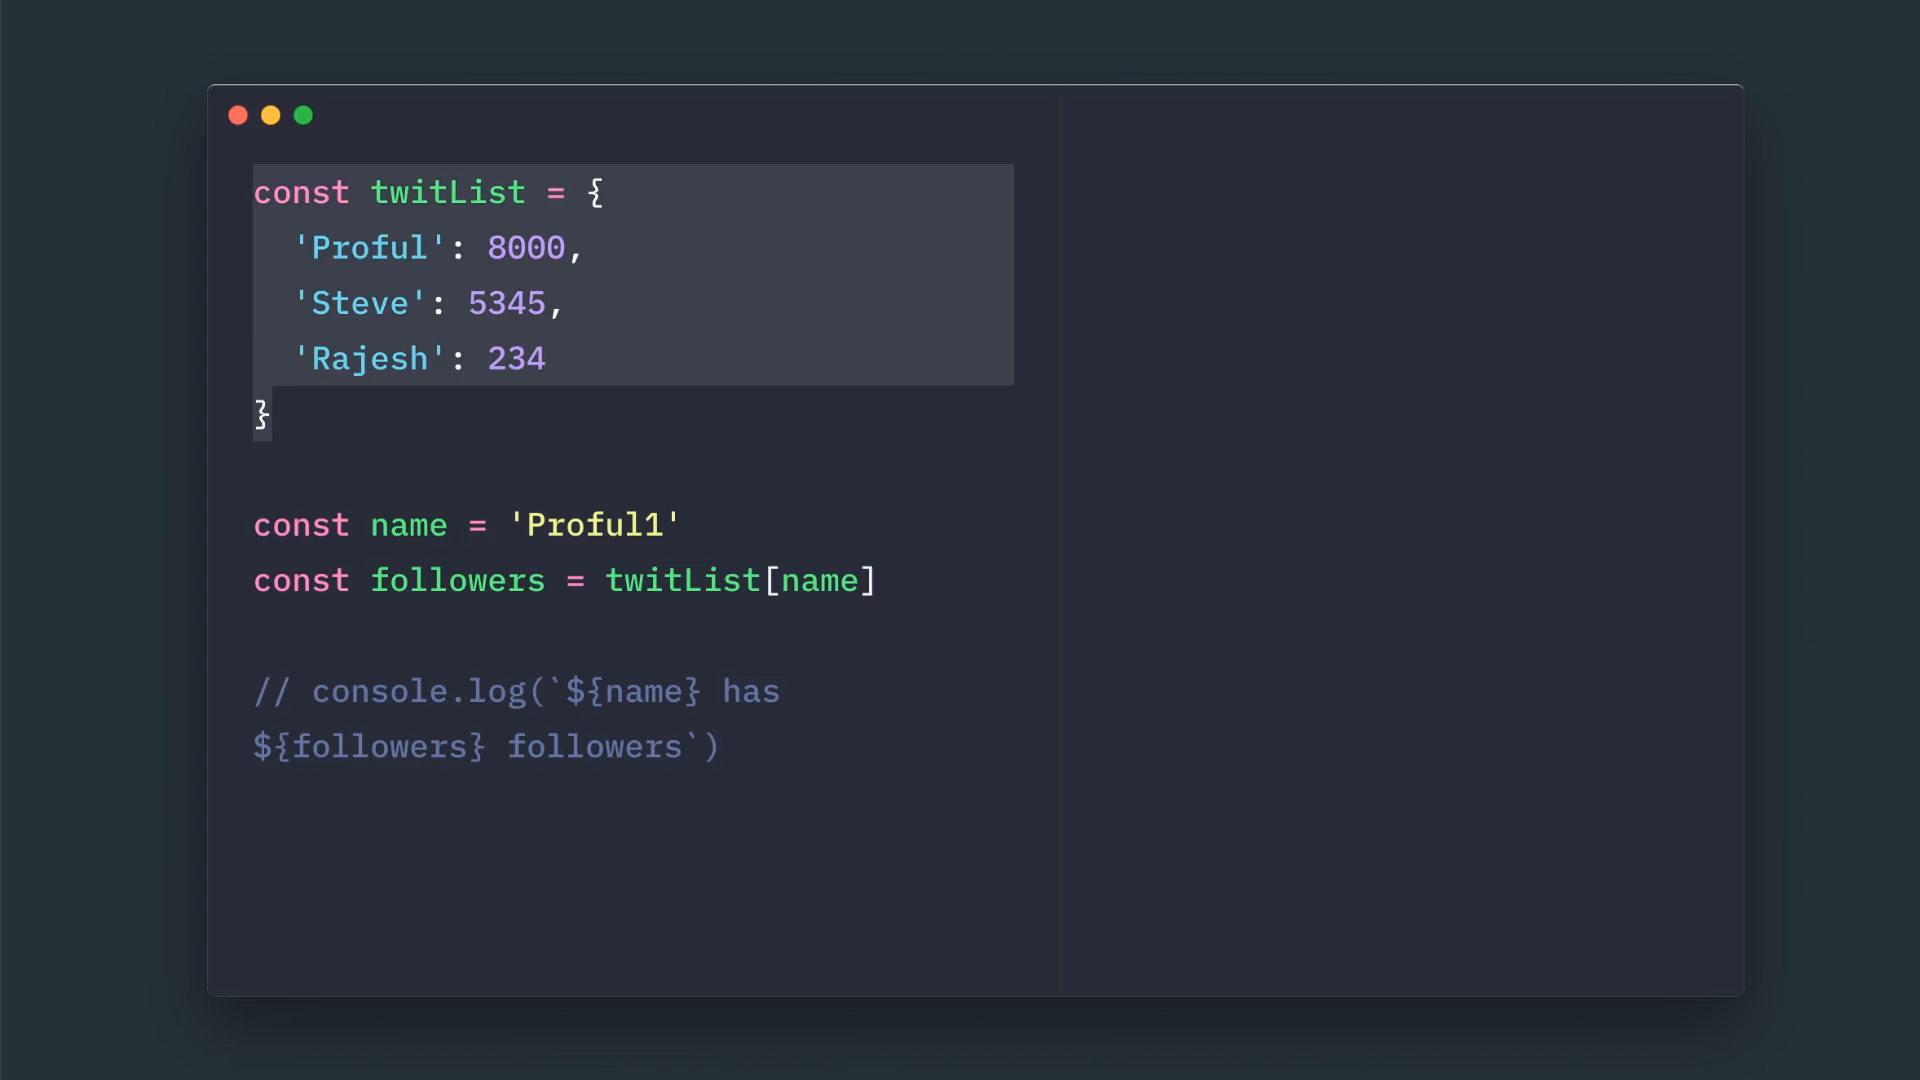 const twitList = {
  'Proful': 8000,
  'Steve': 5345,
  'Rajesh': 234
}
const name = 'Proful1'
const followers = twitList[name]
// console.log(`${name} has
${followers} followers`)